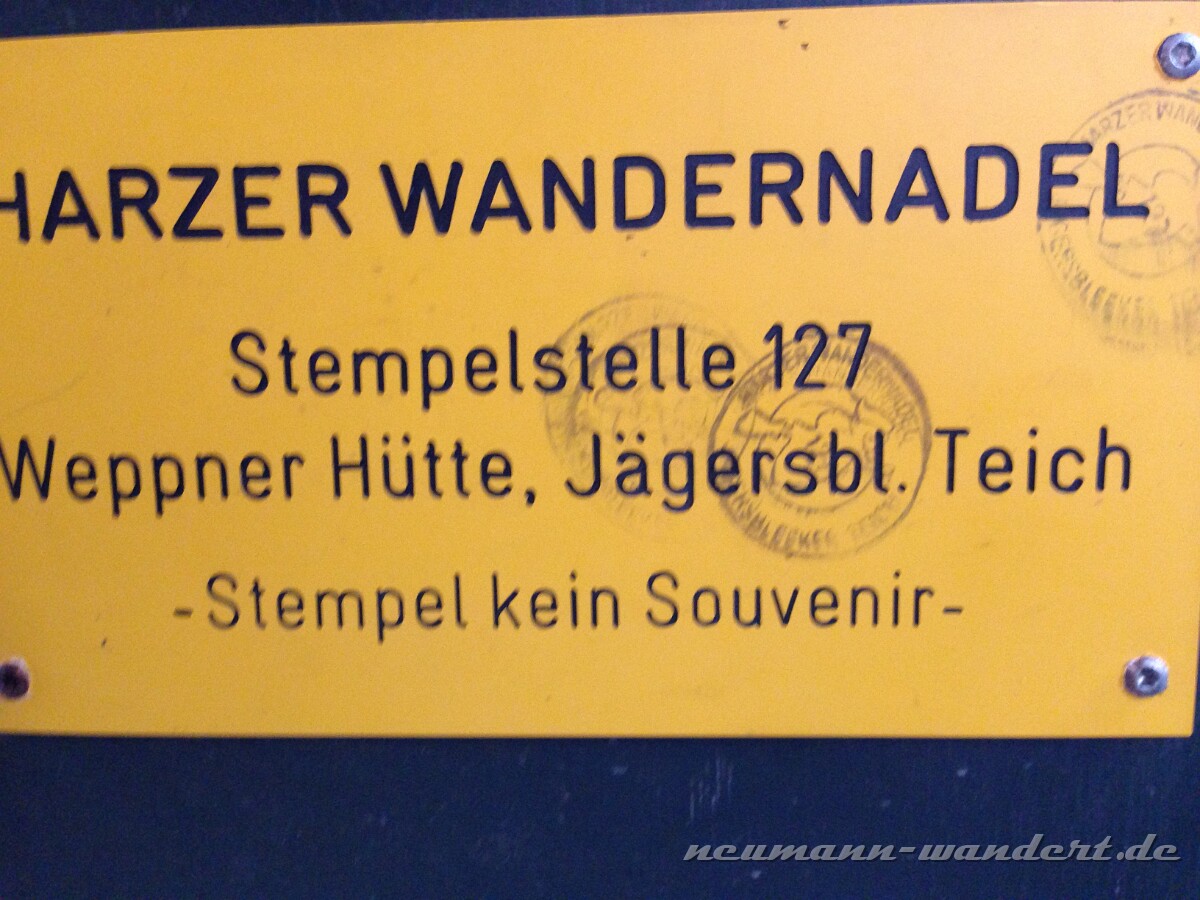 HARZER WANDERNADEL
Stempelstelle 127
Weppner Hütte, Jägersbl. Teich
-Stempel kein Souvenir-
neumann-wandert.de